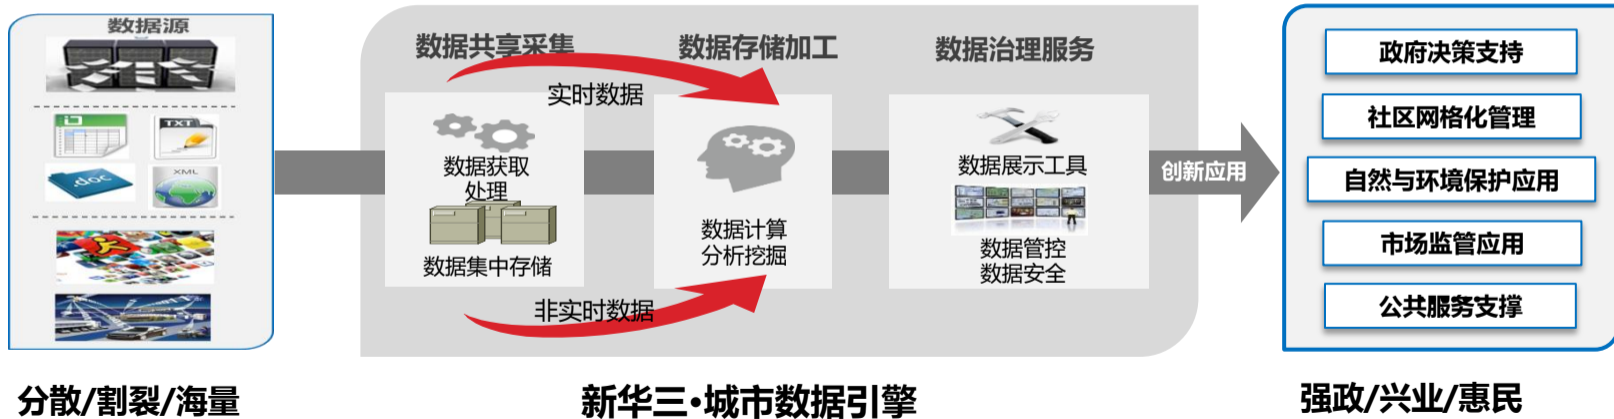 数据源
TXT
.doc
XML
分散/割裂/海量
数据共享采集
数据存储加工
数据治理服务
实时数据
数据获取
处理
数据集中存储
非实时数据
数据计算
分析挖掘
数据展示工具
数据管控
数据安全
创新应用
新华三·城市数据引擎
政府决策支持
社区网格化管理
自然与环境保护应用
市场监管应用
公共服务支撑
强政/兴业/惠民